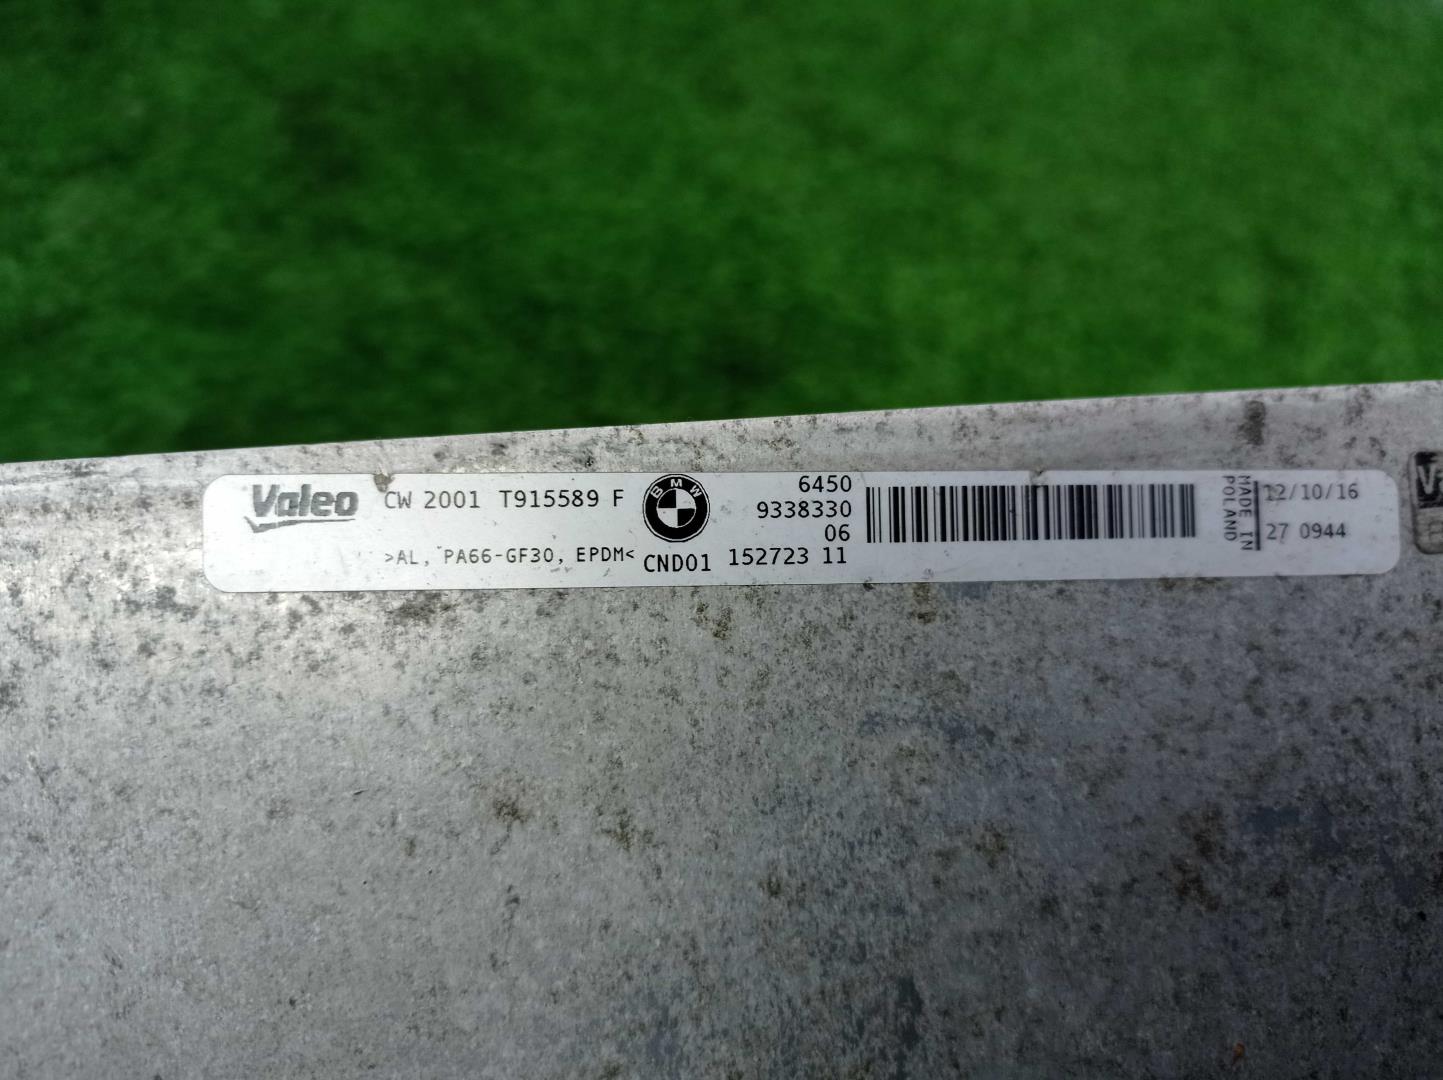 Valeo CW 2001 T915589 F
>AL, PA66-GF30, EPDM<
BMW
6450
9338330
06
CND01 152723 11
MADE IN
POLAND
12/10/16
27 0944